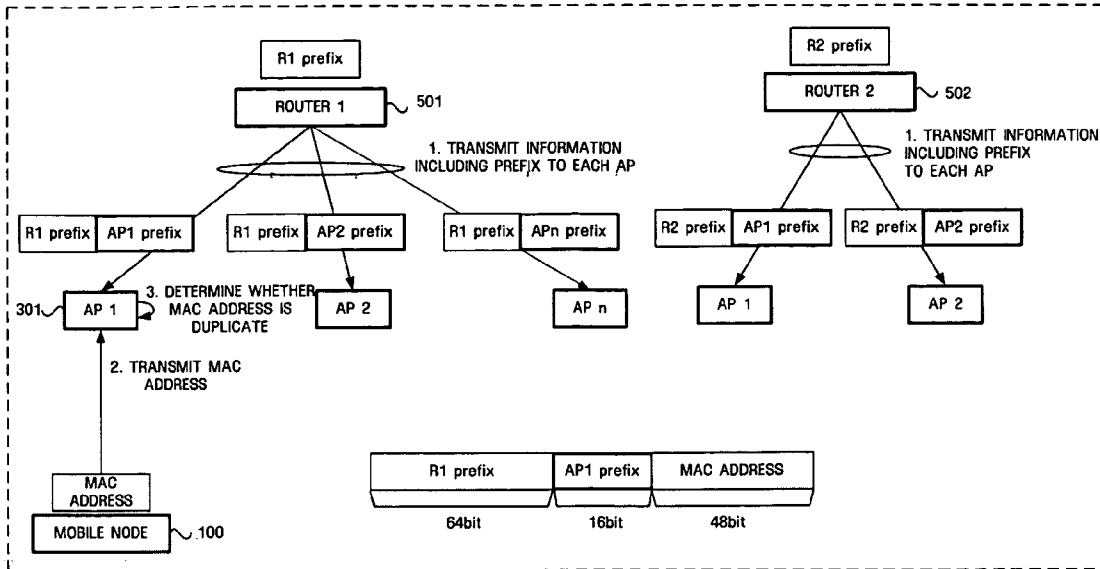 R1 prefix
ROUTER 1
501
1. TRANSMIT INFORMATION
INCLUDING PREFIX TO EACH AP
R1 prefix AP1 prefix
R1 prefix AP2 prefix
R1 prefix APn prefix
301
AP 1
3. DETERMINE WHETHER
MAC ADDRESS IS
DUPLICATE
AP 2
AP n
2. TRANSMIT MAC
ADDRESS
MAC
ADDRESS
MOBILE NODE
100
R2 prefix
ROUTER 2
502
1. TRANSMIT INFORMATION
INCLUDING PREFIX
TO EACH AP
R2 prefix AP1 prefix
R2 prefix AP2 prefix
AP 1
AP 2
R1 prefix AP1 prefix MAC ADDRESS
64bit 16bit 48bit